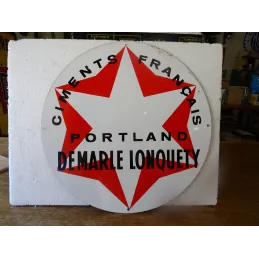 CIMENTS FRANÇAIS
PORTLAND
DEMARLE LONQUETY